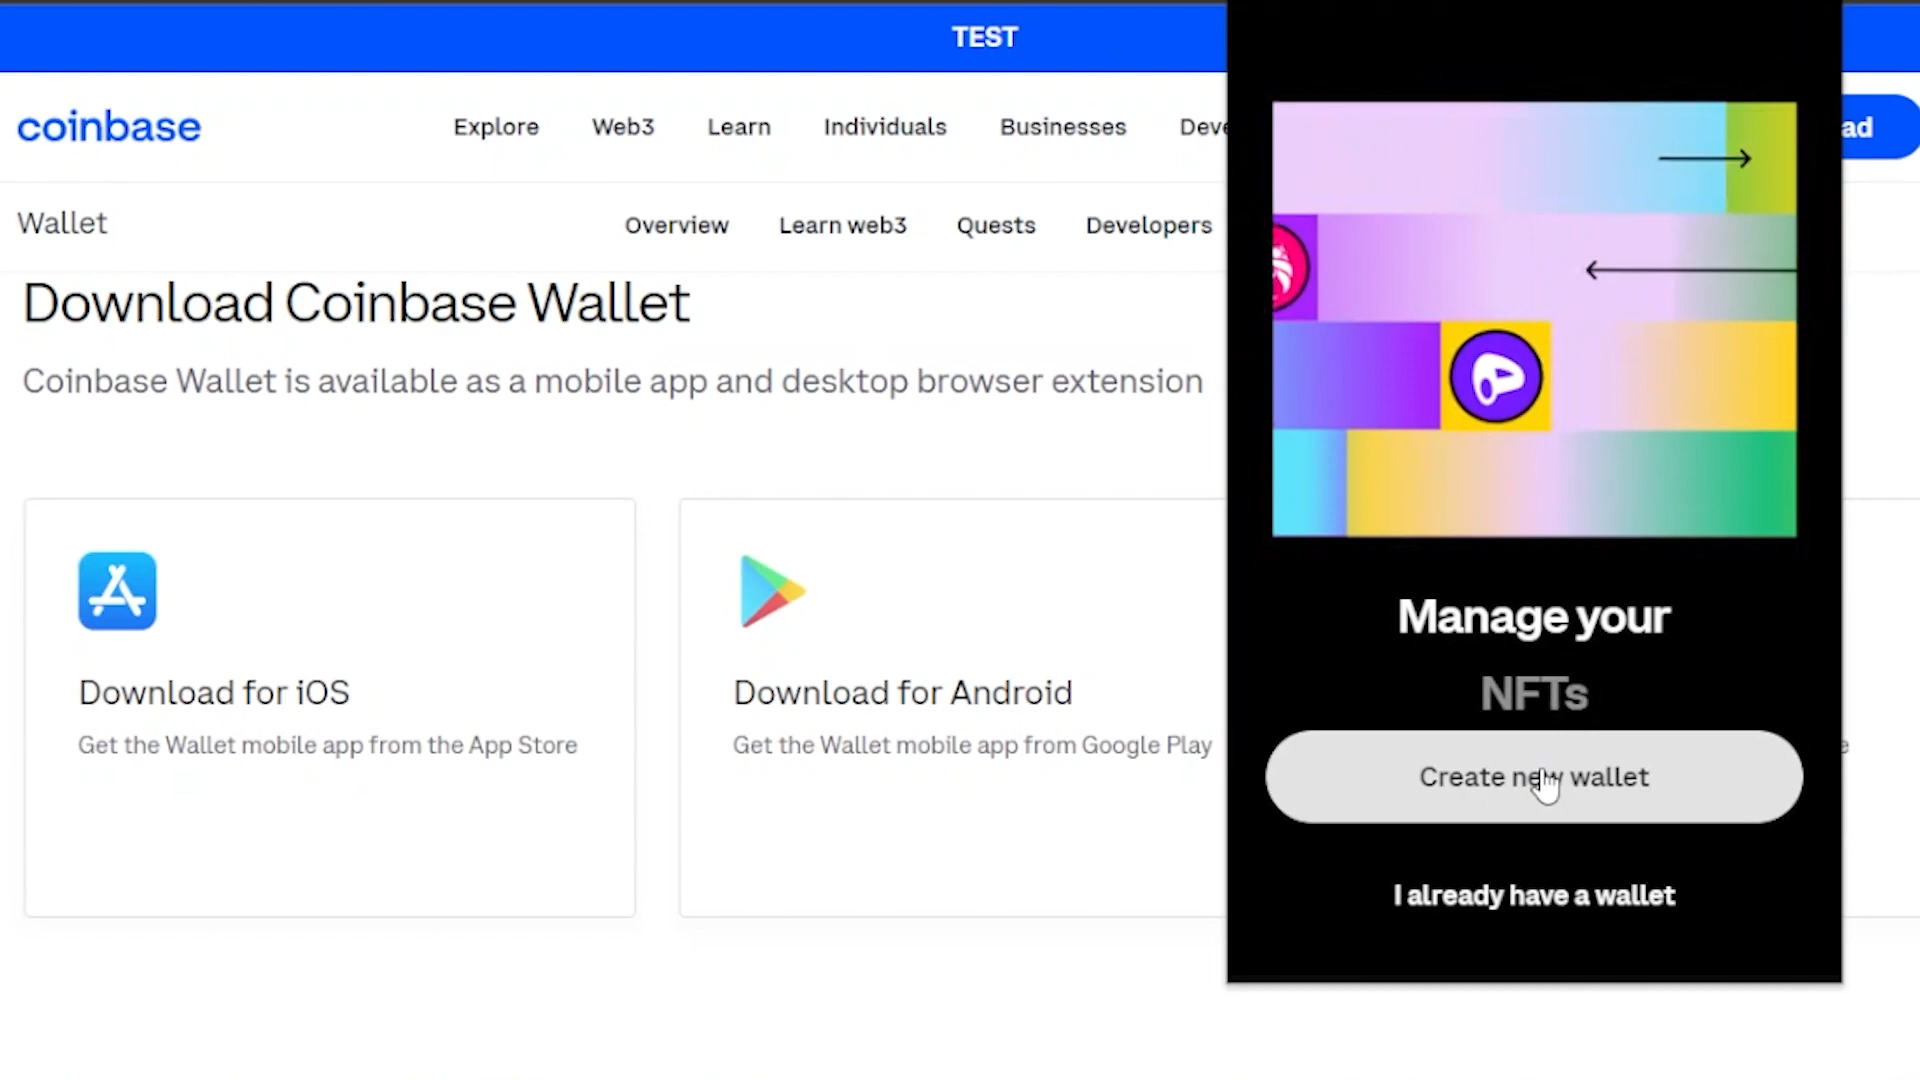 TEST
coinbase
Explore
Web3
Learn
Individuals
Businesses
Deve
ad
Wallet
Overview
Learn web3
Quests
Developers
Download Coinbase Wallet
Coinbase Wallet is available as a mobile app and desktop browser extension
Download for iOS
Get the Wallet mobile app from the App Store
Download for Android
Get the Wallet mobile app from Google Play
e
Manage your
NFTs
Create new wallet
I already have a wallet